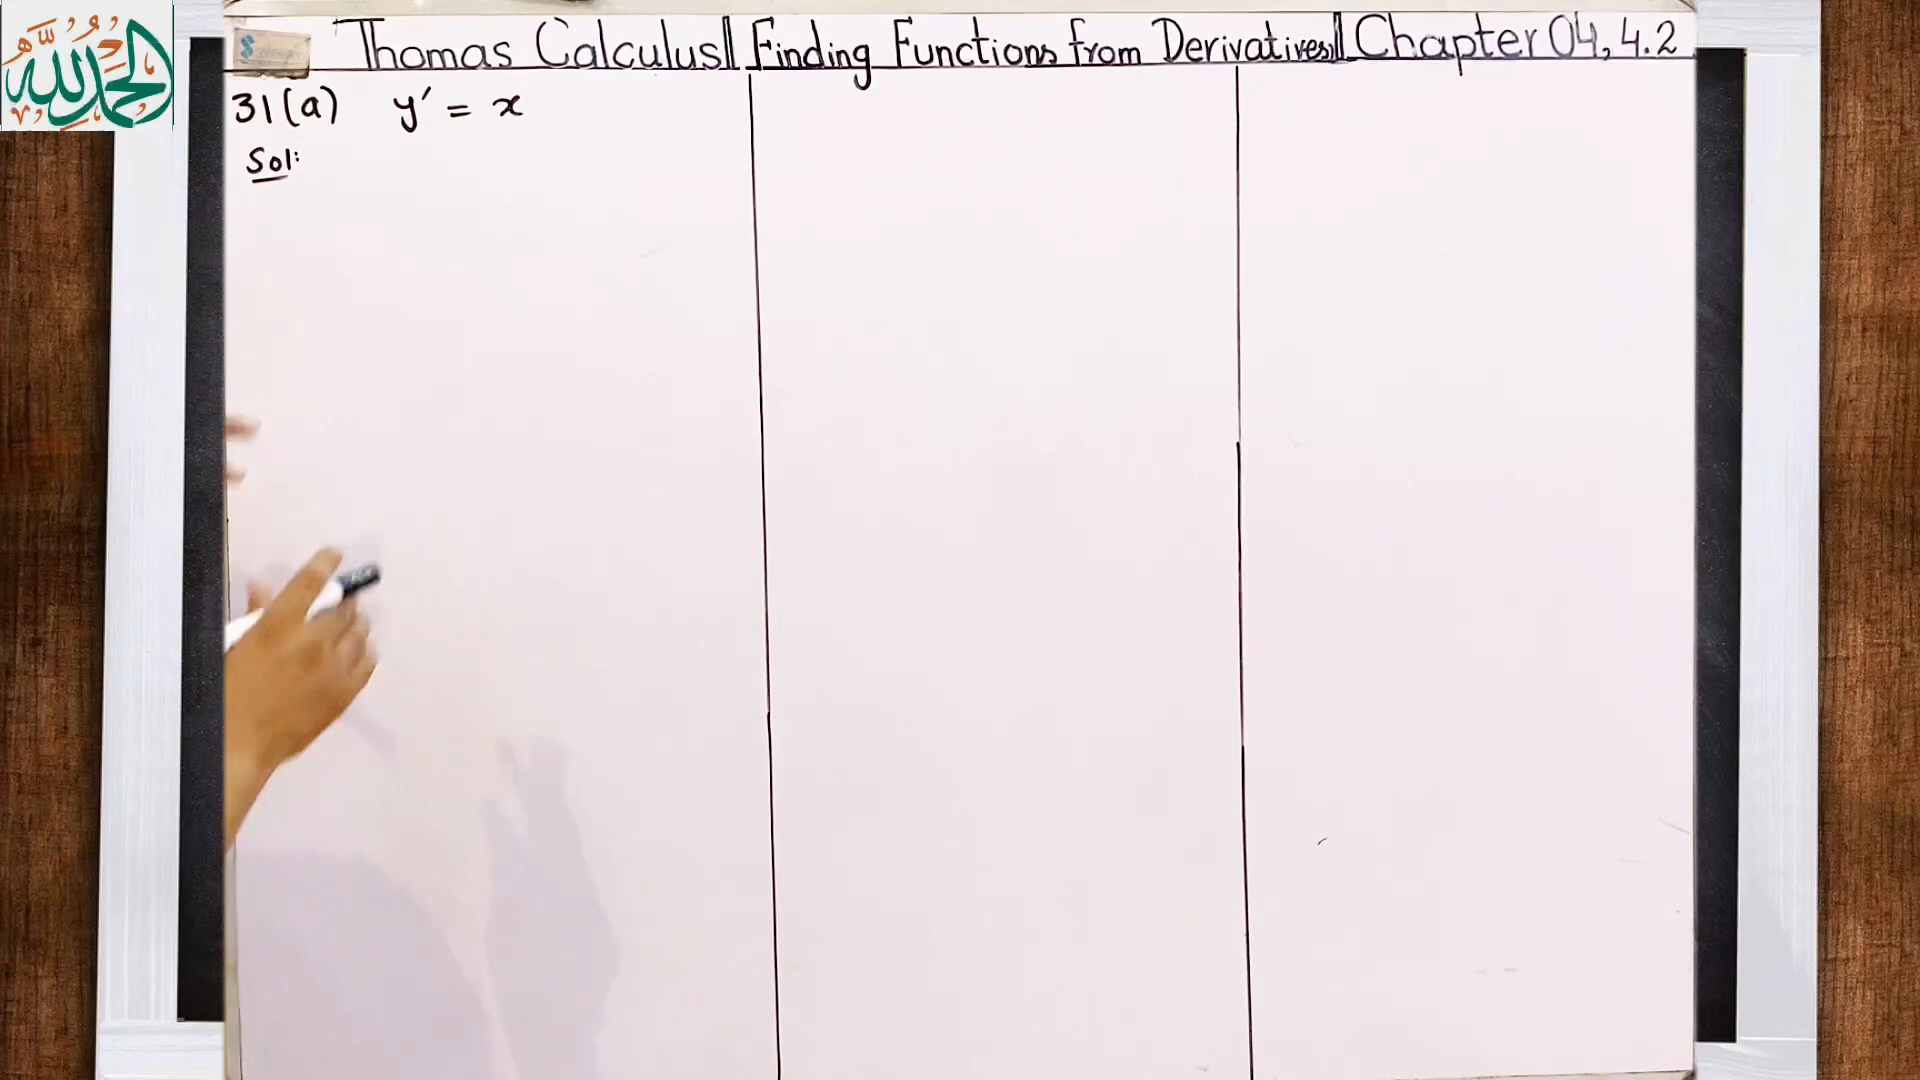 الحمد لله
Thomas Calculus|| Finding Functions from Derivatives|| Chapter 04, 4.2
31(a) y′ = x
Sol: